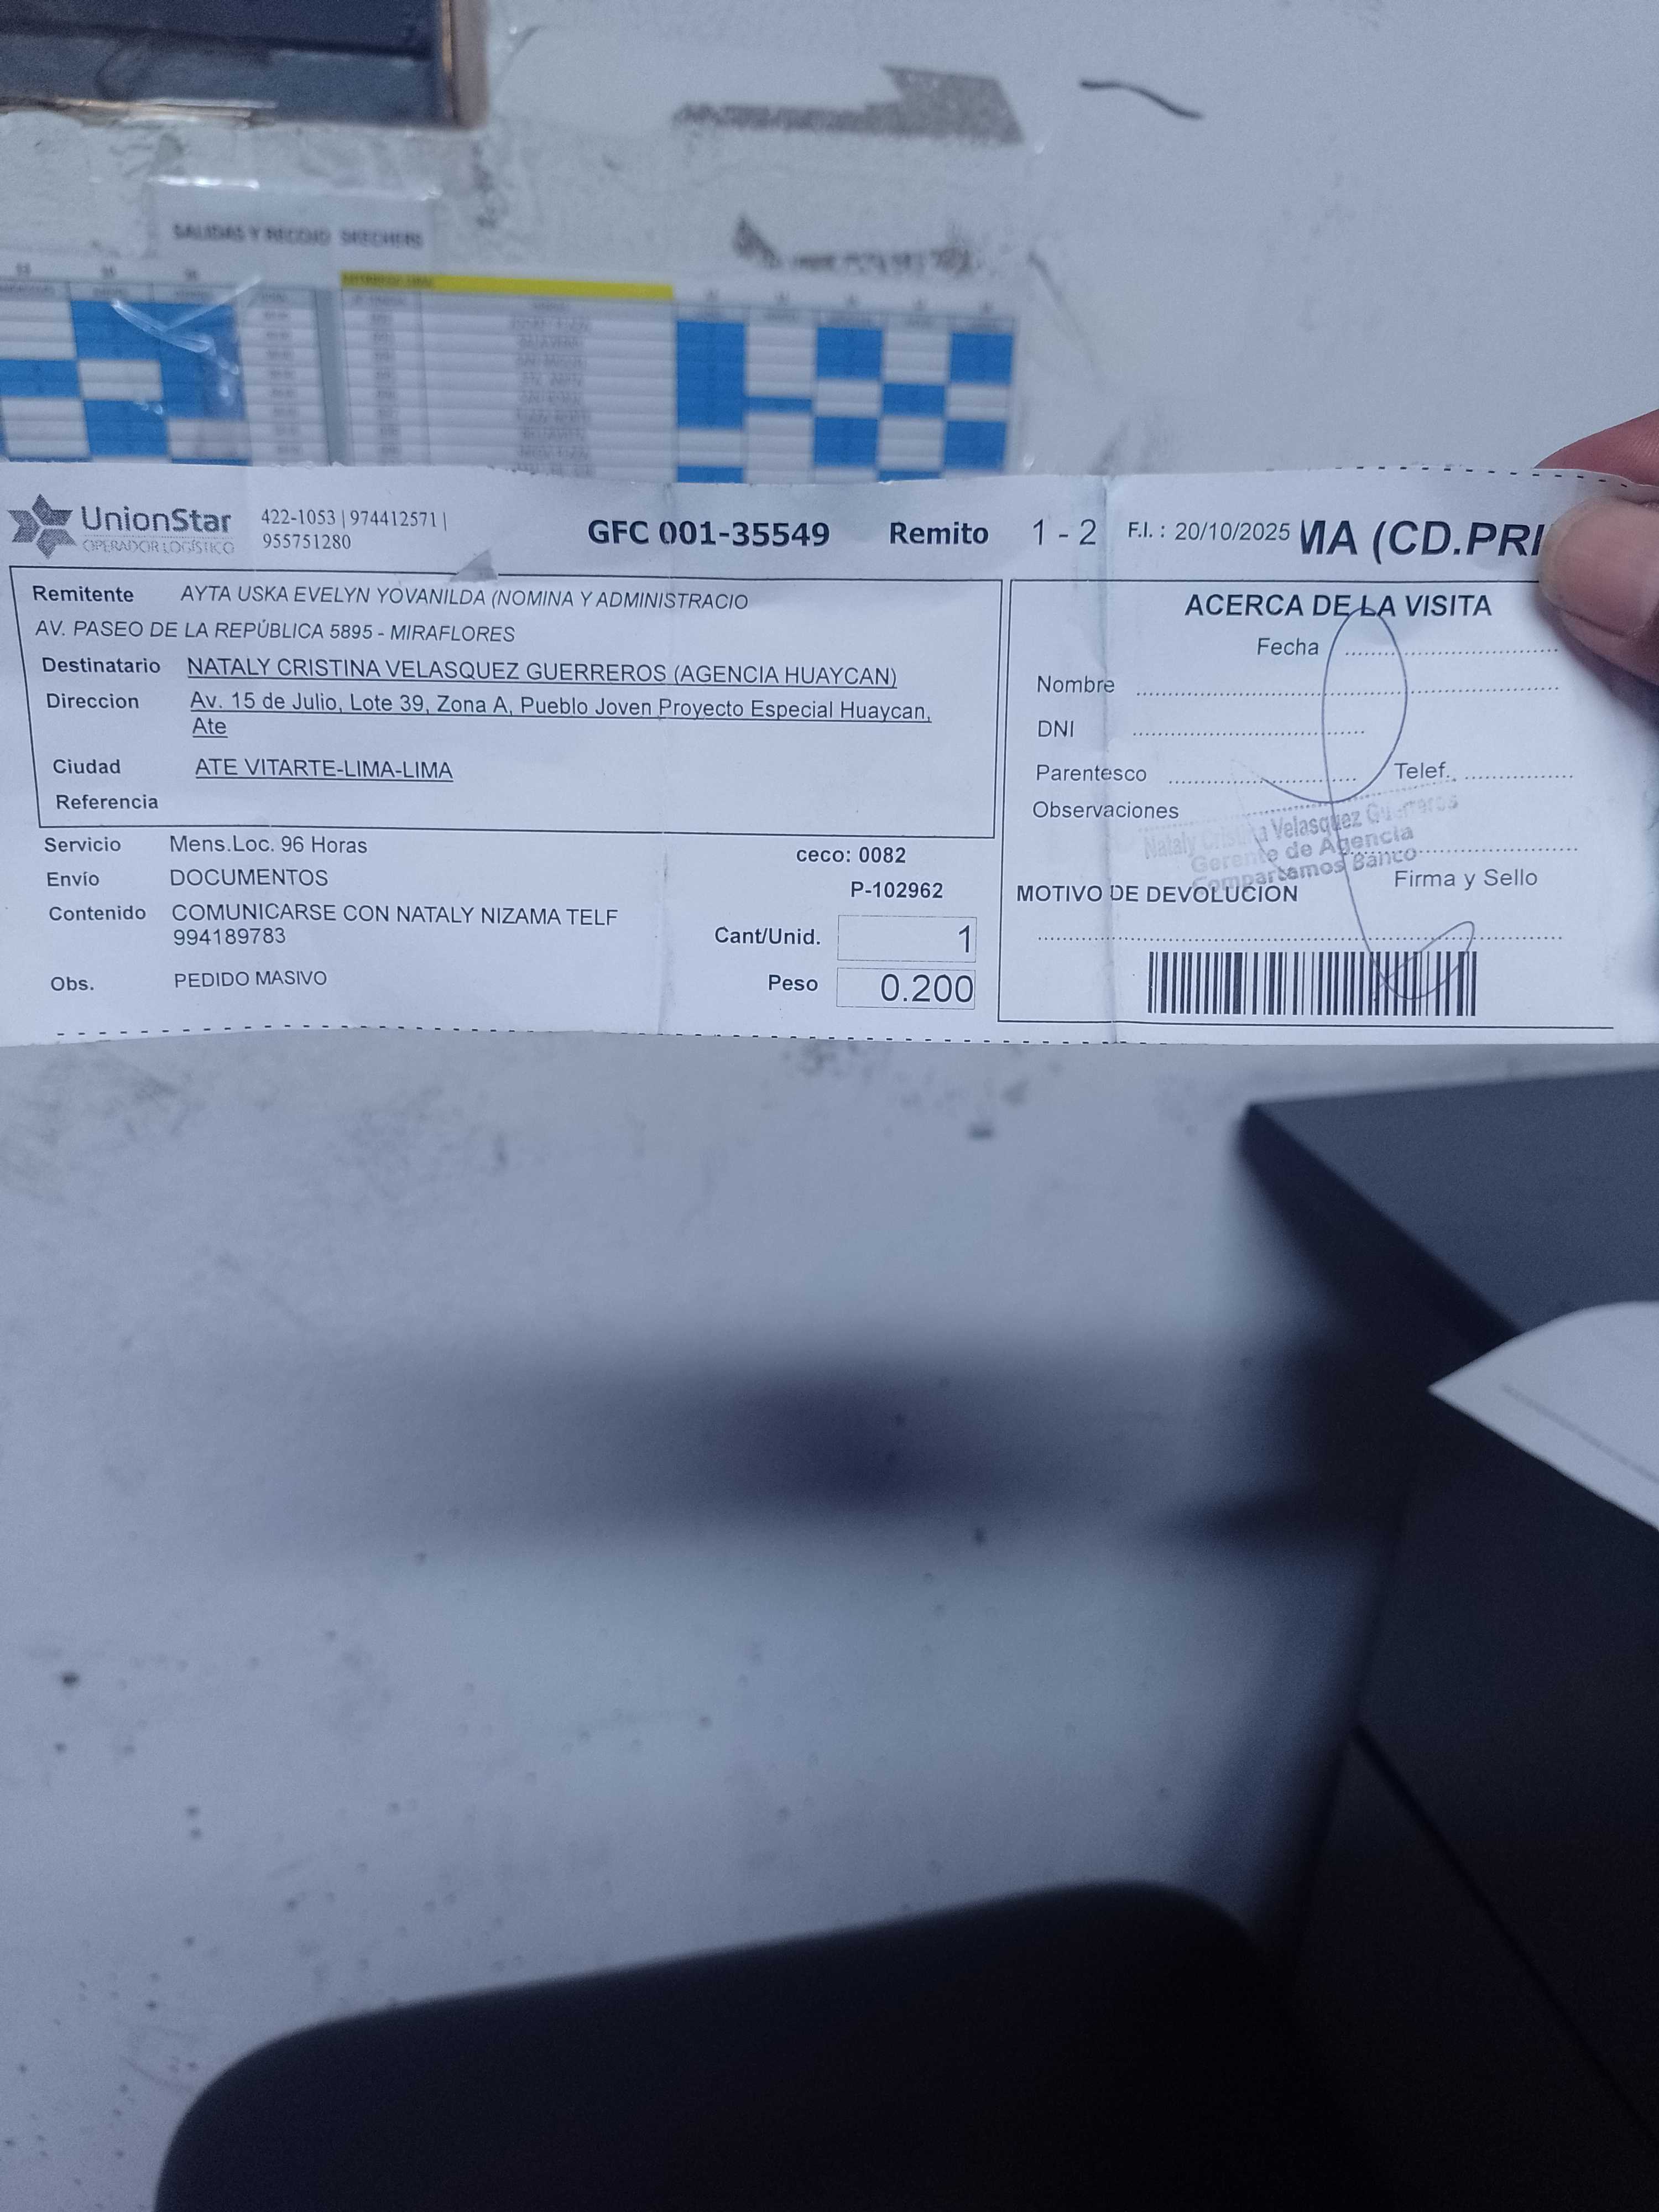 SALIDAS Y RECOJO SKECHERS
UnionStar
OPERADOR LOGÍSTICO
422-1053 | 974412571 |
955751280
GFC 001-35549 Remito 1 - 2 F.I. : 20/10/2025 MA (CD.PRI
Remitente AYTA USKA EVELYN YOVANILDA (NOMINA Y ADMINISTRACIO
AV. PASEO DE LA REPÚBLICA 5895 - MIRAFLORES
Destinatario NATALY CRISTINA VELASQUEZ GUERREROS (AGENCIA HUAYCAN)
Direccion Av. 15 de Julio, Lote 39, Zona A, Pueblo Joven Proyecto Especial Huaycan,
Ate
Ciudad ATE VITARTE-LIMA-LIMA
Referencia
Servicio Mens.Loc. 96 Horas
ceco: 0082
Envío DOCUMENTOS
P-102962
Contenido COMUNICARSE CON NATALY NIZAMA TELF
994189783
Cant/Unid. 1
Obs. PEDIDO MASIVO
Peso 0.200
ACERCA DE LA VISITA
Fecha
Nombre
DNI
Parentesco Telef.
Observaciones
Nataly Cristina Velasquez Guerreros
Gerente de Agencia
Compartamos Banco
Firma y Sello
MOTIVO DE DEVOLUCION